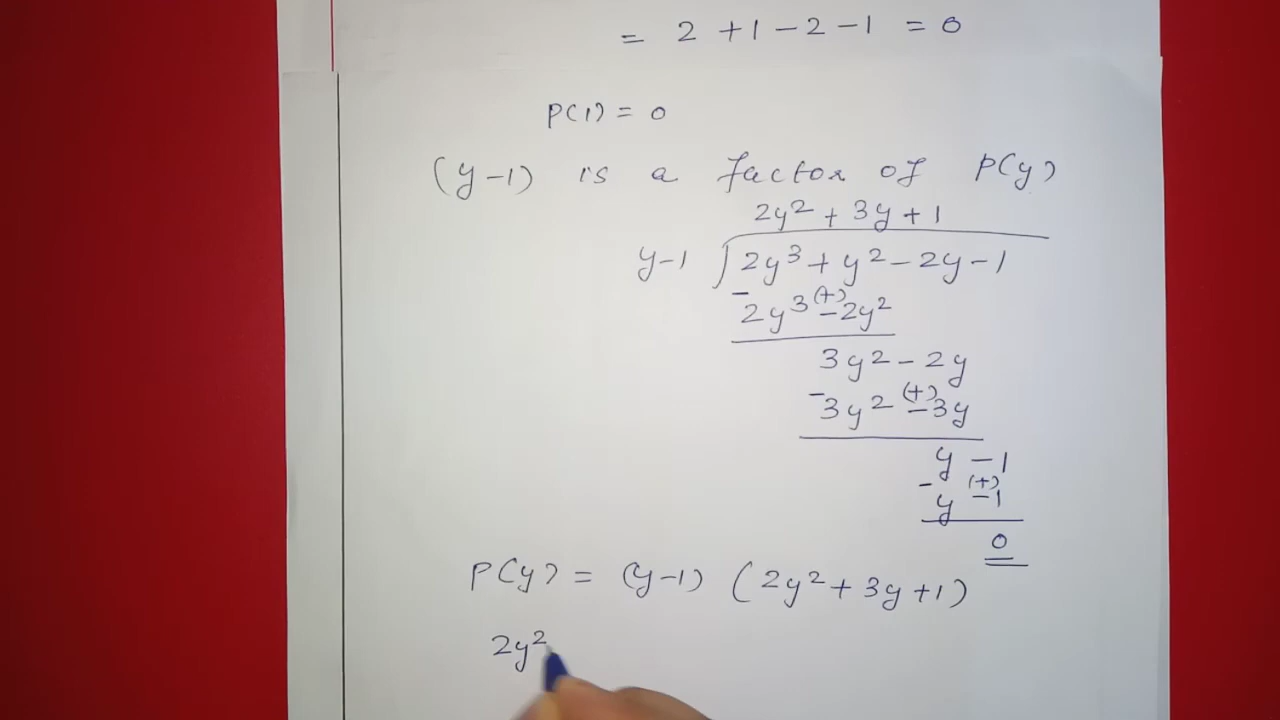 = 2 + 1 - 2 - 1 = 0
P(1) = 0
(y-1) is a factor of P(y)
2y² + 3y + 1
y-1 ) 2y³ + y² - 2y - 1
- 2y³ (+) - 2y²
3y² - 2y
- 3y² (+) - 3y
y - 1
- y (+) - 1
0
P(y) = (y-1) (2y² + 3y + 1)
2y²